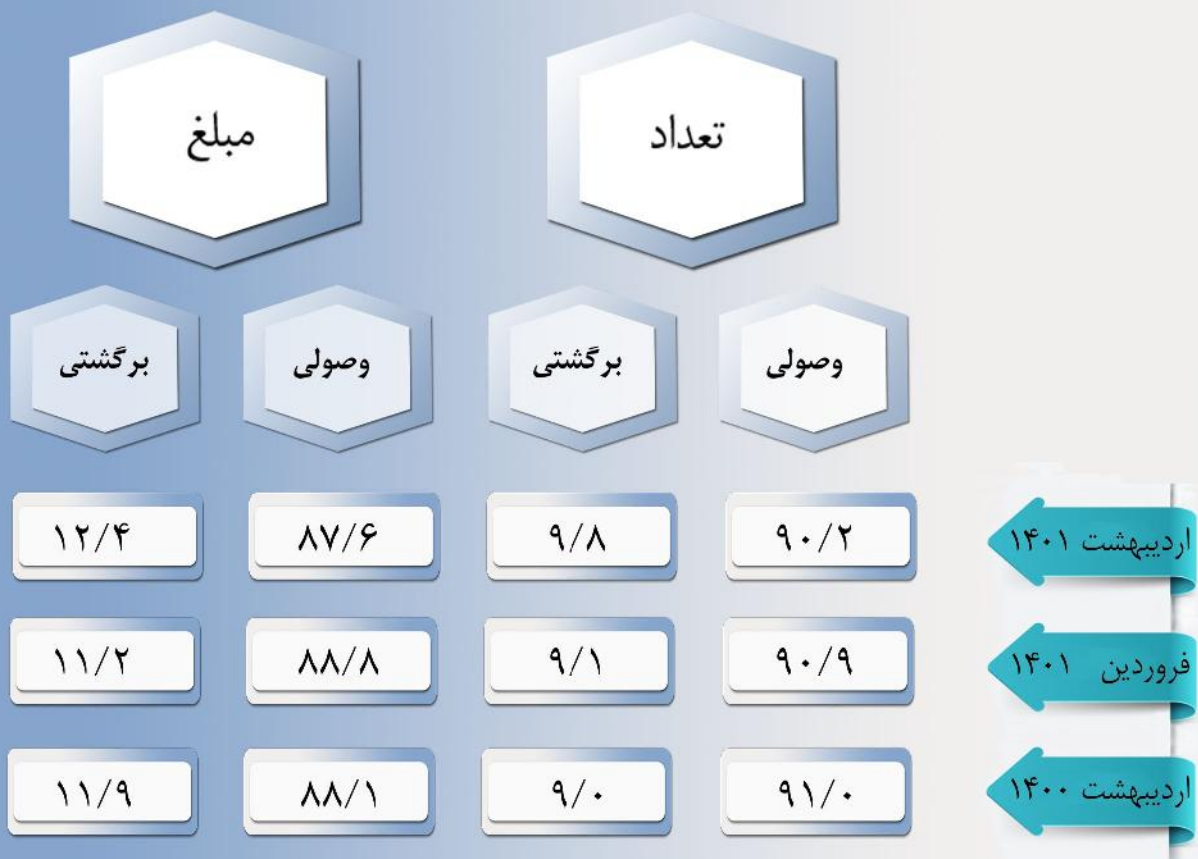 تعداد
مبلغ
وصولی
برگشتی
وصولی
برگشتی
اردیبهشت ۱۴۰۱
۹۰/۲
۹/۸
۸۷/۶
۱۲/۴
فروردین ۱۴۰۱
۹۰/۹
۹/۱
۸۸/۸
۱۱/۲
اردیبهشت ۱۴۰۰
۹۱/۰
۹/۰
۸۸/۱
۱۱/۹